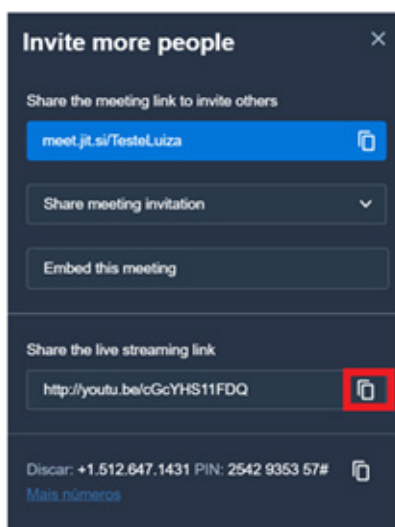 Invite more people
Share the meeting link to invite others
meet.jit.si/TesteLuiza
Share meeting invitation
Embed this meeting
Share the live streaming link
http://youtu.be/cGcYHS11FDQ
Discar: +1.512.647.1431 PIN: 2542 9353 57#
Mais números